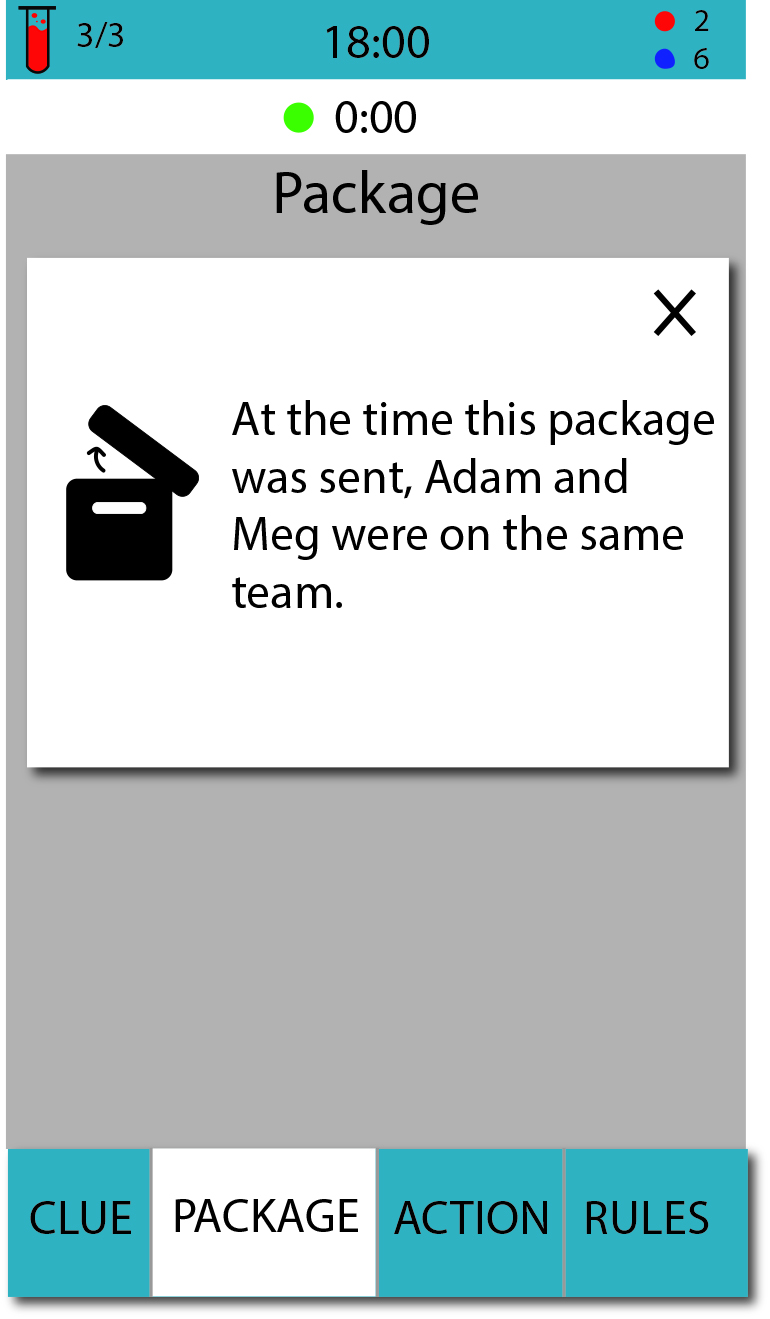 3/3
18:00
2
6
0:00
Package
X
At the time this package
was sent, Adam and
Meg were on the same
team.
CLUE
PACKAGE
ACTION
RULES